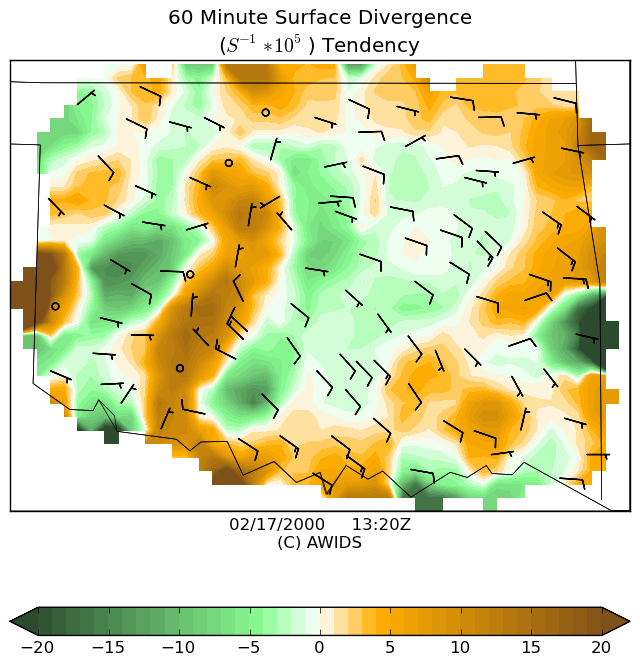 60 Minute Surface Divergence
(S⁻¹ * 10⁵ ) Tendency
02/17/2000 13:20Z
(C) AWIDS
−20 −15 −10 −5 0 5 10 15 20